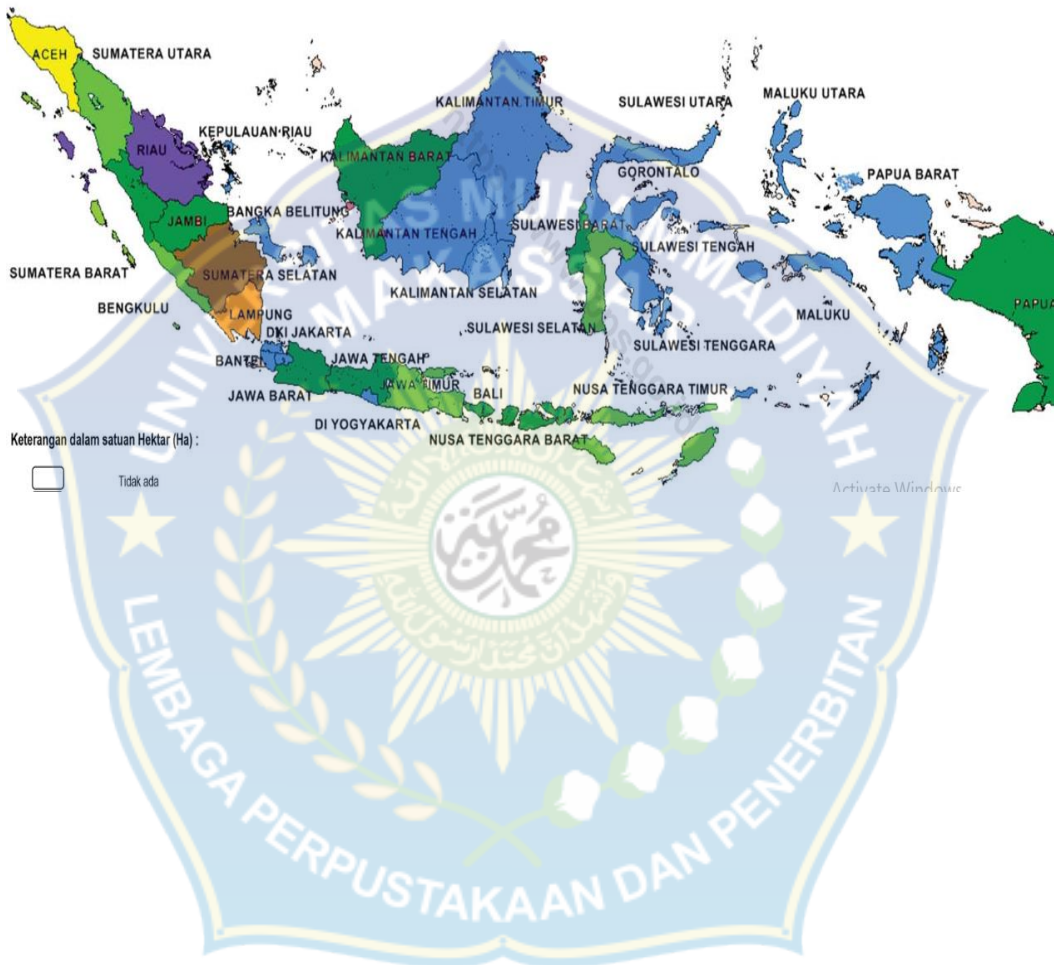 ACEH
SUMATERA UTARA
KALIMANTAN TIMUR
SULAWESI UTARA
MALUKU UTARA
KEPULAUAN RIAU
RIAU
KALIMANTAN BARAT
GORONTALO
PAPUA BARAT
JAMBI
BANGKA BELITUNG
KALIMANTAN TENGAH
SULAWESI BARAT
SULAWESI TENGAH
SUMATERA BARAT
SUMATERA SELATAN
KALIMANTAN SELATAN
PAPUA
BENGKULU
LAMPUNG
MALUKU
DKI JAKARTA
SULAWESI SELATAN
SULAWESI TENGGARA
BANTEN
JAWA TENGAH
JAWA TIMUR
BALI
NUSA TENGGARA TIMUR
JAWA BARAT
DI YOGYAKARTA
NUSA TENGGARA BARAT
Keterangan dalam satuan Hektar (Ha) :
Tidak ada
Activate Windows
UNIVERSITAS MUHAMMADIYAH
MAKASSAR
محمدية
LEMBAGA PERPUSTAKAAN DAN PENERBITAN